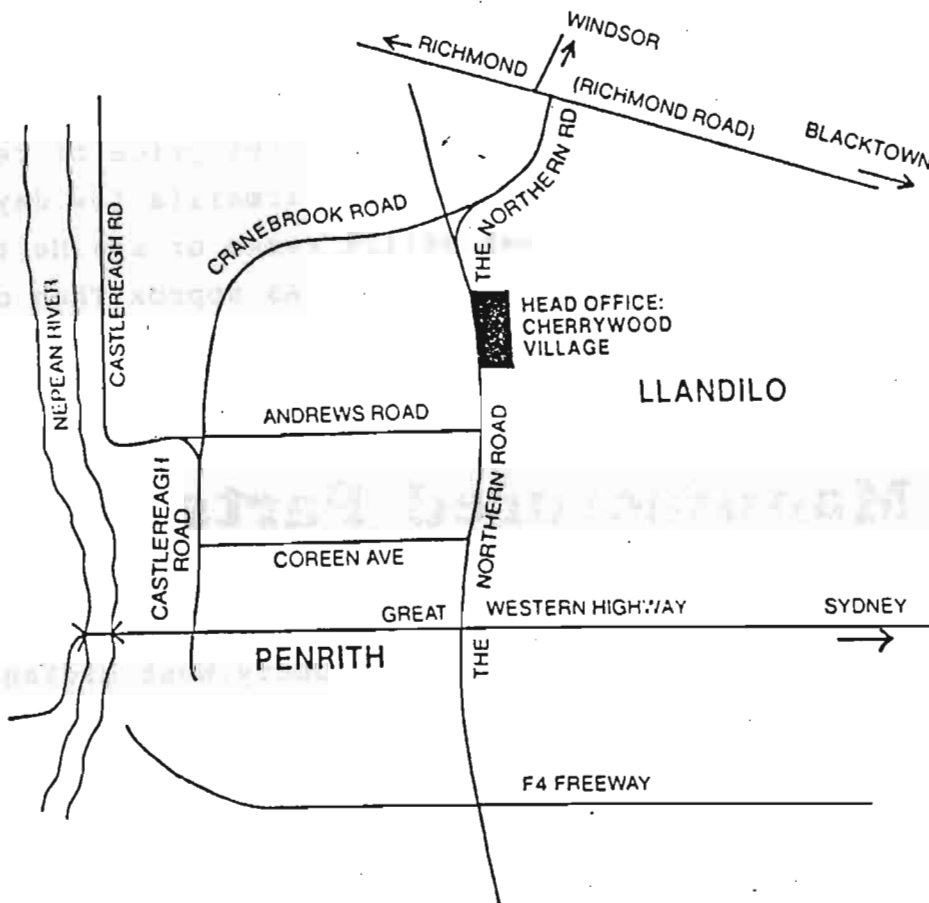 WINDSOR
RICHMOND
(RICHMOND ROAD)
BLACKTOWN
THE NORTHERN RD
CRANEBROOK ROAD
CASTLEREAGH RD
NEPEAN RIVER
HEAD OFFICE:
CHERRYWOOD
VILLAGE
LLANDILO
ANDREWS ROAD
CASTLEREAGH
ROAD
COREEN AVE
THE NORTHERN ROAD
GREAT WESTERN HIGHWAY
SYDNEY
PENRITH
F4 FREEWAY